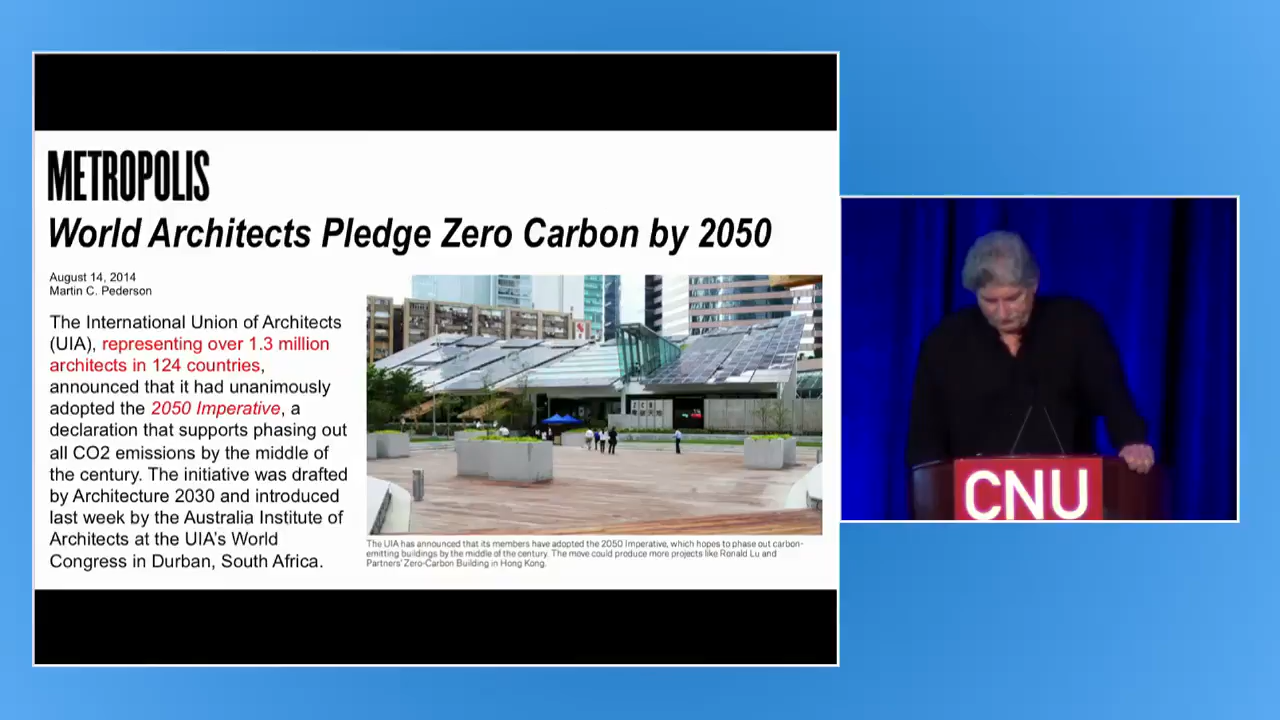 METROPOLIS
World Architects Pledge Zero Carbon by 2050
August 14, 2014
Martin C. Pederson
The International Union of Architects
(UIA), representing over 1.3 million
architects in 124 countries,
announced that it had unanimously
adopted the 2050 Imperative, a
declaration that supports phasing out
all CO2 emissions by the middle of
the century. The initiative was drafted
by Architecture 2030 and introduced
last week by the Australia Institute of
Architects at the UIA's World
Congress in Durban, South Africa.
The UIA has announced that its members have adopted the 2050 Imperative, which hopes to phase out carbon-
emitting buildings by the middle of the century. The move could produce more projects like Ronald Lu and
Partners' Zero-Carbon Building in Hong Kong.
CNU